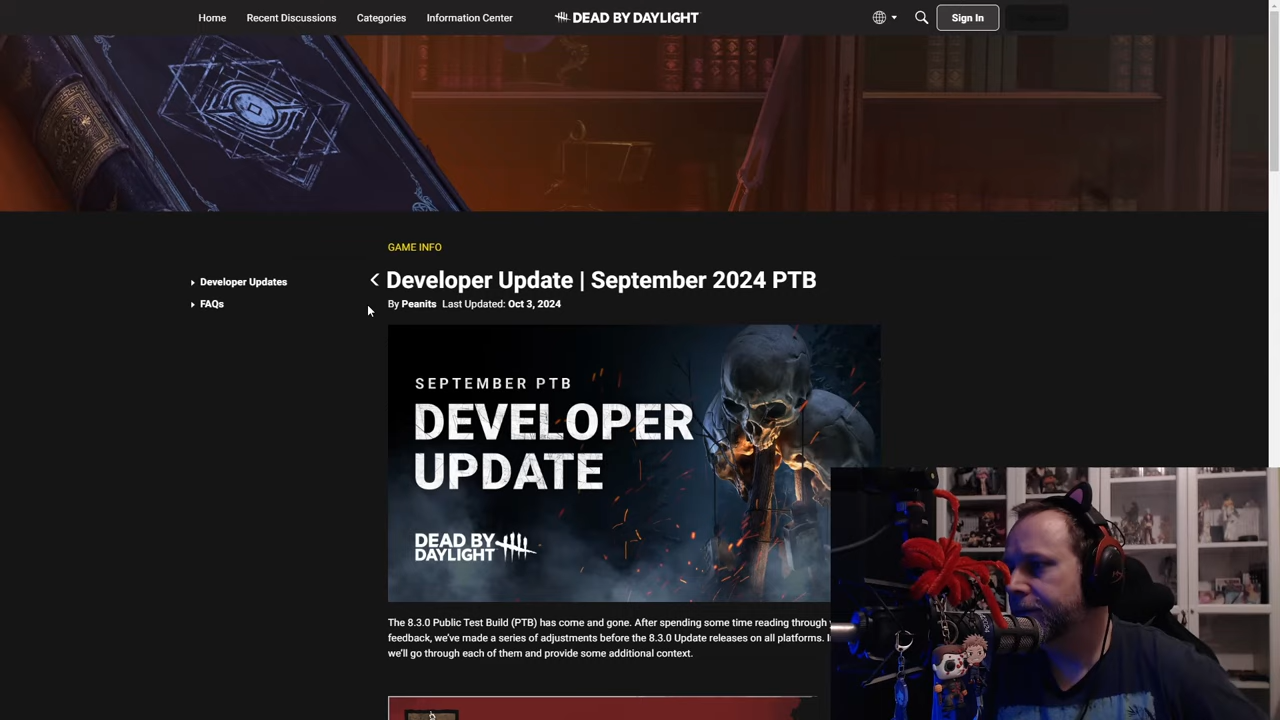 Home
Recent Discussions
Categories
Information Center
DEAD BY DAYLIGHT
Sign In
GAME INFO
Developer Updates
FAQs
Developer Update | September 2024 PTB
By Peanits Last Updated: Oct 3, 2024
SEPTEMBER PTB
DEVELOPER
UPDATE
DEAD BY
DAYLIGHT
The 8.3.0 Public Test Build (PTB) has come and gone. After spending some time reading through
feedback, we've made a series of adjustments before the 8.3.0 Update releases on all platforms.
we'll go through each of them and provide some additional context.